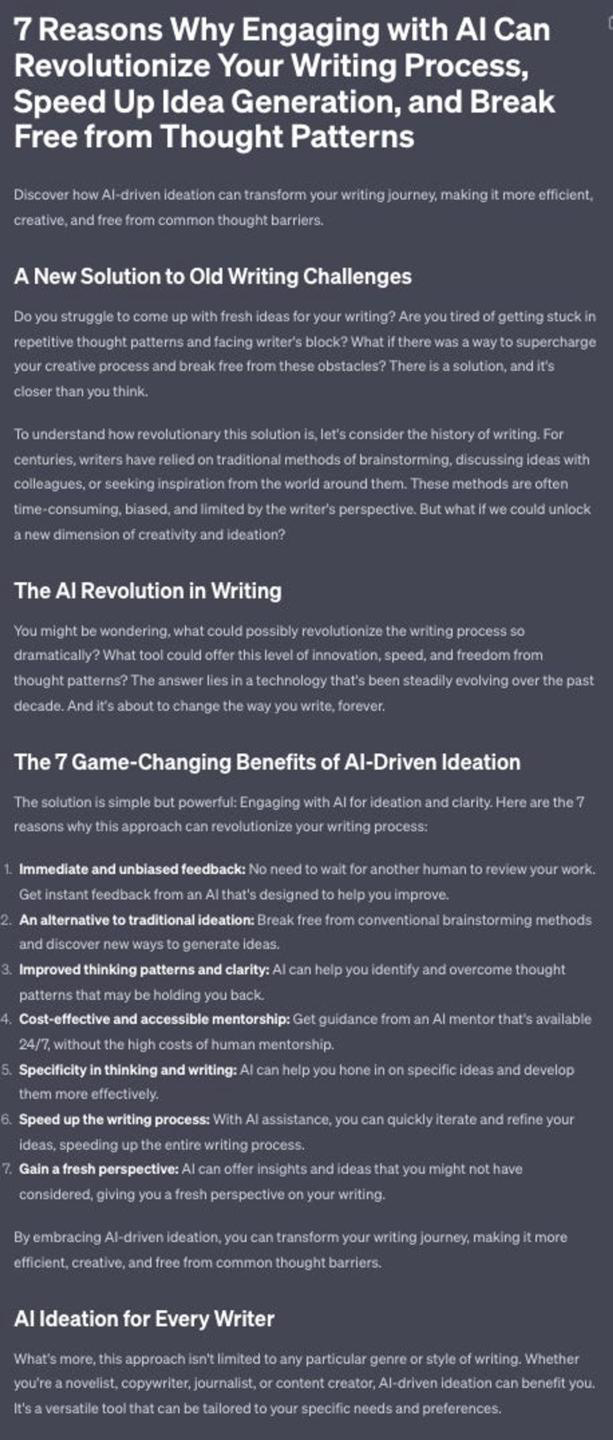 7 Reasons Why Engaging with AI Can
Revolutionize Your Writing Process,
Speed Up Idea Generation, and Break
Free from Thought Patterns
Discover how AI-driven ideation can transform your writing journey, making it more efficient,
creative, and free from common thought barriers.
A New Solution to Old Writing Challenges
Do you struggle to come up with fresh ideas for your writing? Are you tired of getting stuck in
repetitive thought patterns and facing writer's block? What if there was a way to supercharge
your creative process and break free from these obstacles? There is a solution, and it's
closer than you think.
To understand how revolutionary this solution is, let's consider the history of writing. For
centuries, writers have relied on traditional methods of brainstorming, discussing ideas with
colleagues, or seeking inspiration from the world around them. These methods are often
time-consuming, biased, and limited by the writer's perspective. But what if we could unlock
a new dimension of creativity and ideation?
The AI Revolution in Writing
You might be wondering, what could possibly revolutionize the writing process so
dramatically? What tool could offer this level of innovation, speed, and freedom from
thought patterns? The answer lies in a technology that's been steadily evolving over the past
decade. And it's about to change the way you write, forever.
The 7 Game-Changing Benefits of AI-Driven Ideation
The solution is simple but powerful: Engaging with AI for ideation and clarity. Here are the 7
reasons why this approach can revolutionize your writing process:
1. Immediate and unbiased feedback: No need to wait for another human to review your work.
Get instant feedback from an AI that's designed to help you improve.
2. An alternative to traditional ideation: Break free from conventional brainstorming methods
and discover new ways to generate ideas.
3. Improved thinking patterns and clarity: AI can help you identify and overcome thought
patterns that may be holding you back.
4. Cost-effective and accessible mentorship: Get guidance from an AI mentor that's available
24/7, without the high costs of human mentorship.
5. Specificity in thinking and writing: AI can help you hone in on specific ideas and develop
them more effectively.
6. Speed up the writing process: With AI assistance, you can quickly iterate and refine your
ideas, speeding up the entire writing process.
7. Gain a fresh perspective: AI can offer insights and ideas that you might not have
considered, giving you a fresh perspective on your writing.
By embracing AI-driven ideation, you can transform your writing journey, making it more
efficient, creative, and free from common thought barriers.
AI Ideation for Every Writer
What's more, this approach isn't limited to any particular genre or style of writing. Whether
you're a novelist, copywriter, journalist, or content creator, AI-driven ideation can benefit you.
It's a versatile tool that can be tailored to your specific needs and preferences.